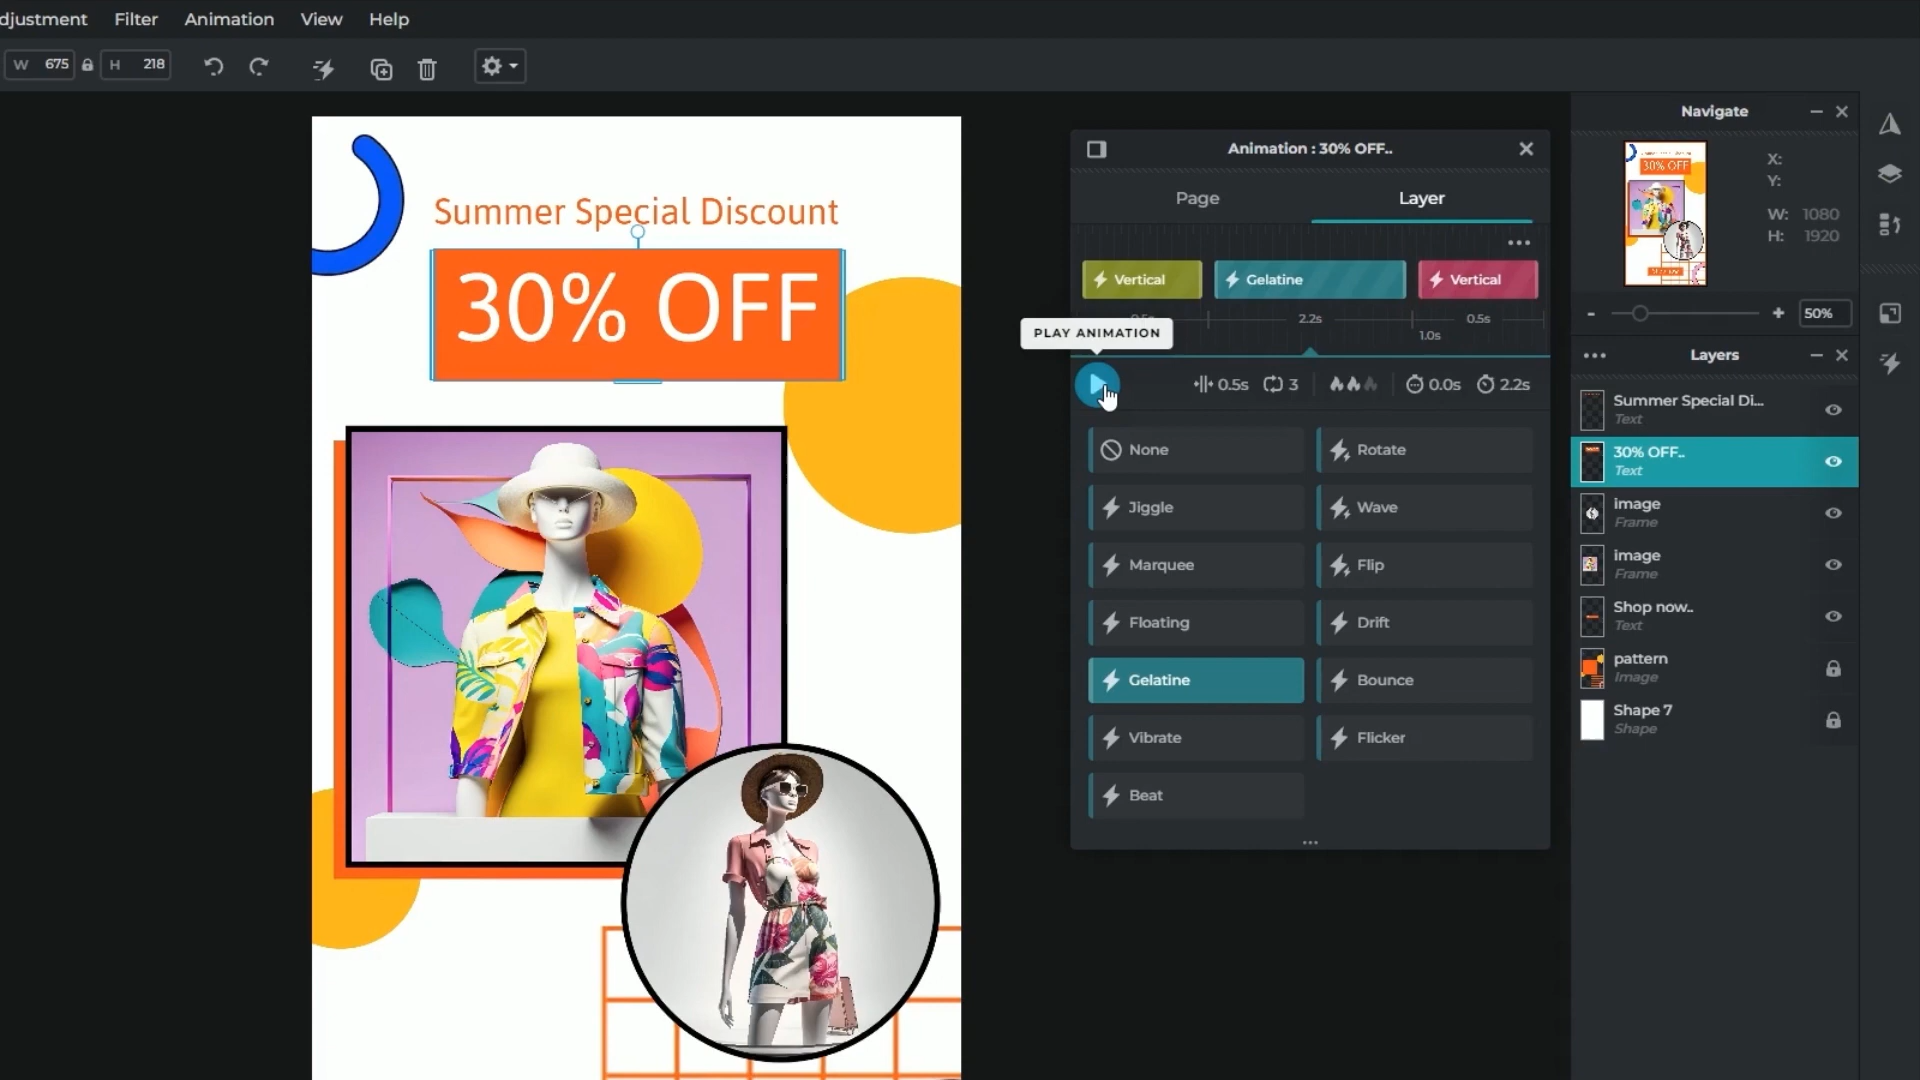 djustment Filter Animation View Help
W 675 H 218
Summer Special Discount
30% OFF
Animation : 30% OFF..
Page Layer
Vertical Gelatine Vertical
0.5s 2.2s 0.5s
1.0s
PLAY ANIMATION
0.5s 3 0.0s 2.2s
None Rotate
Jiggle Wave
Marquee Flip
Floating Drift
Gelatine Bounce
Vibrate Flicker
Beat
Navigate
30% OFF
X:
Y:
W: 1080
H: 1920
- + 50%
Layers
Summer Special Di...
Text
30% OFF..
Text
image
Frame
image
Frame
Shop now..
Text
pattern
Image
Shape 7
Shape